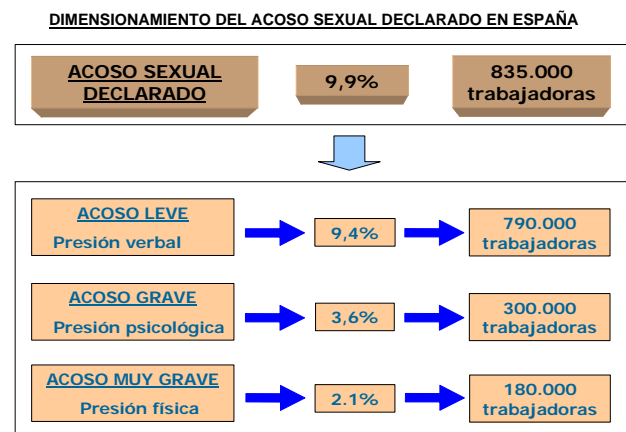 DIMENSIONAMIENTO DEL ACOSO SEXUAL DECLARADO EN ESPAÑA
ACOSO SEXUAL
DECLARADO
9,9%
835.000
trabajadoras
ACOSO LEVE
Presión verbal
9,4%
790.000
trabajadoras
ACOSO GRAVE
Presión psicológica
3,6%
300.000
trabajadoras
ACOSO MUY GRAVE
Presión física
2.1%
180.000
trabajadoras